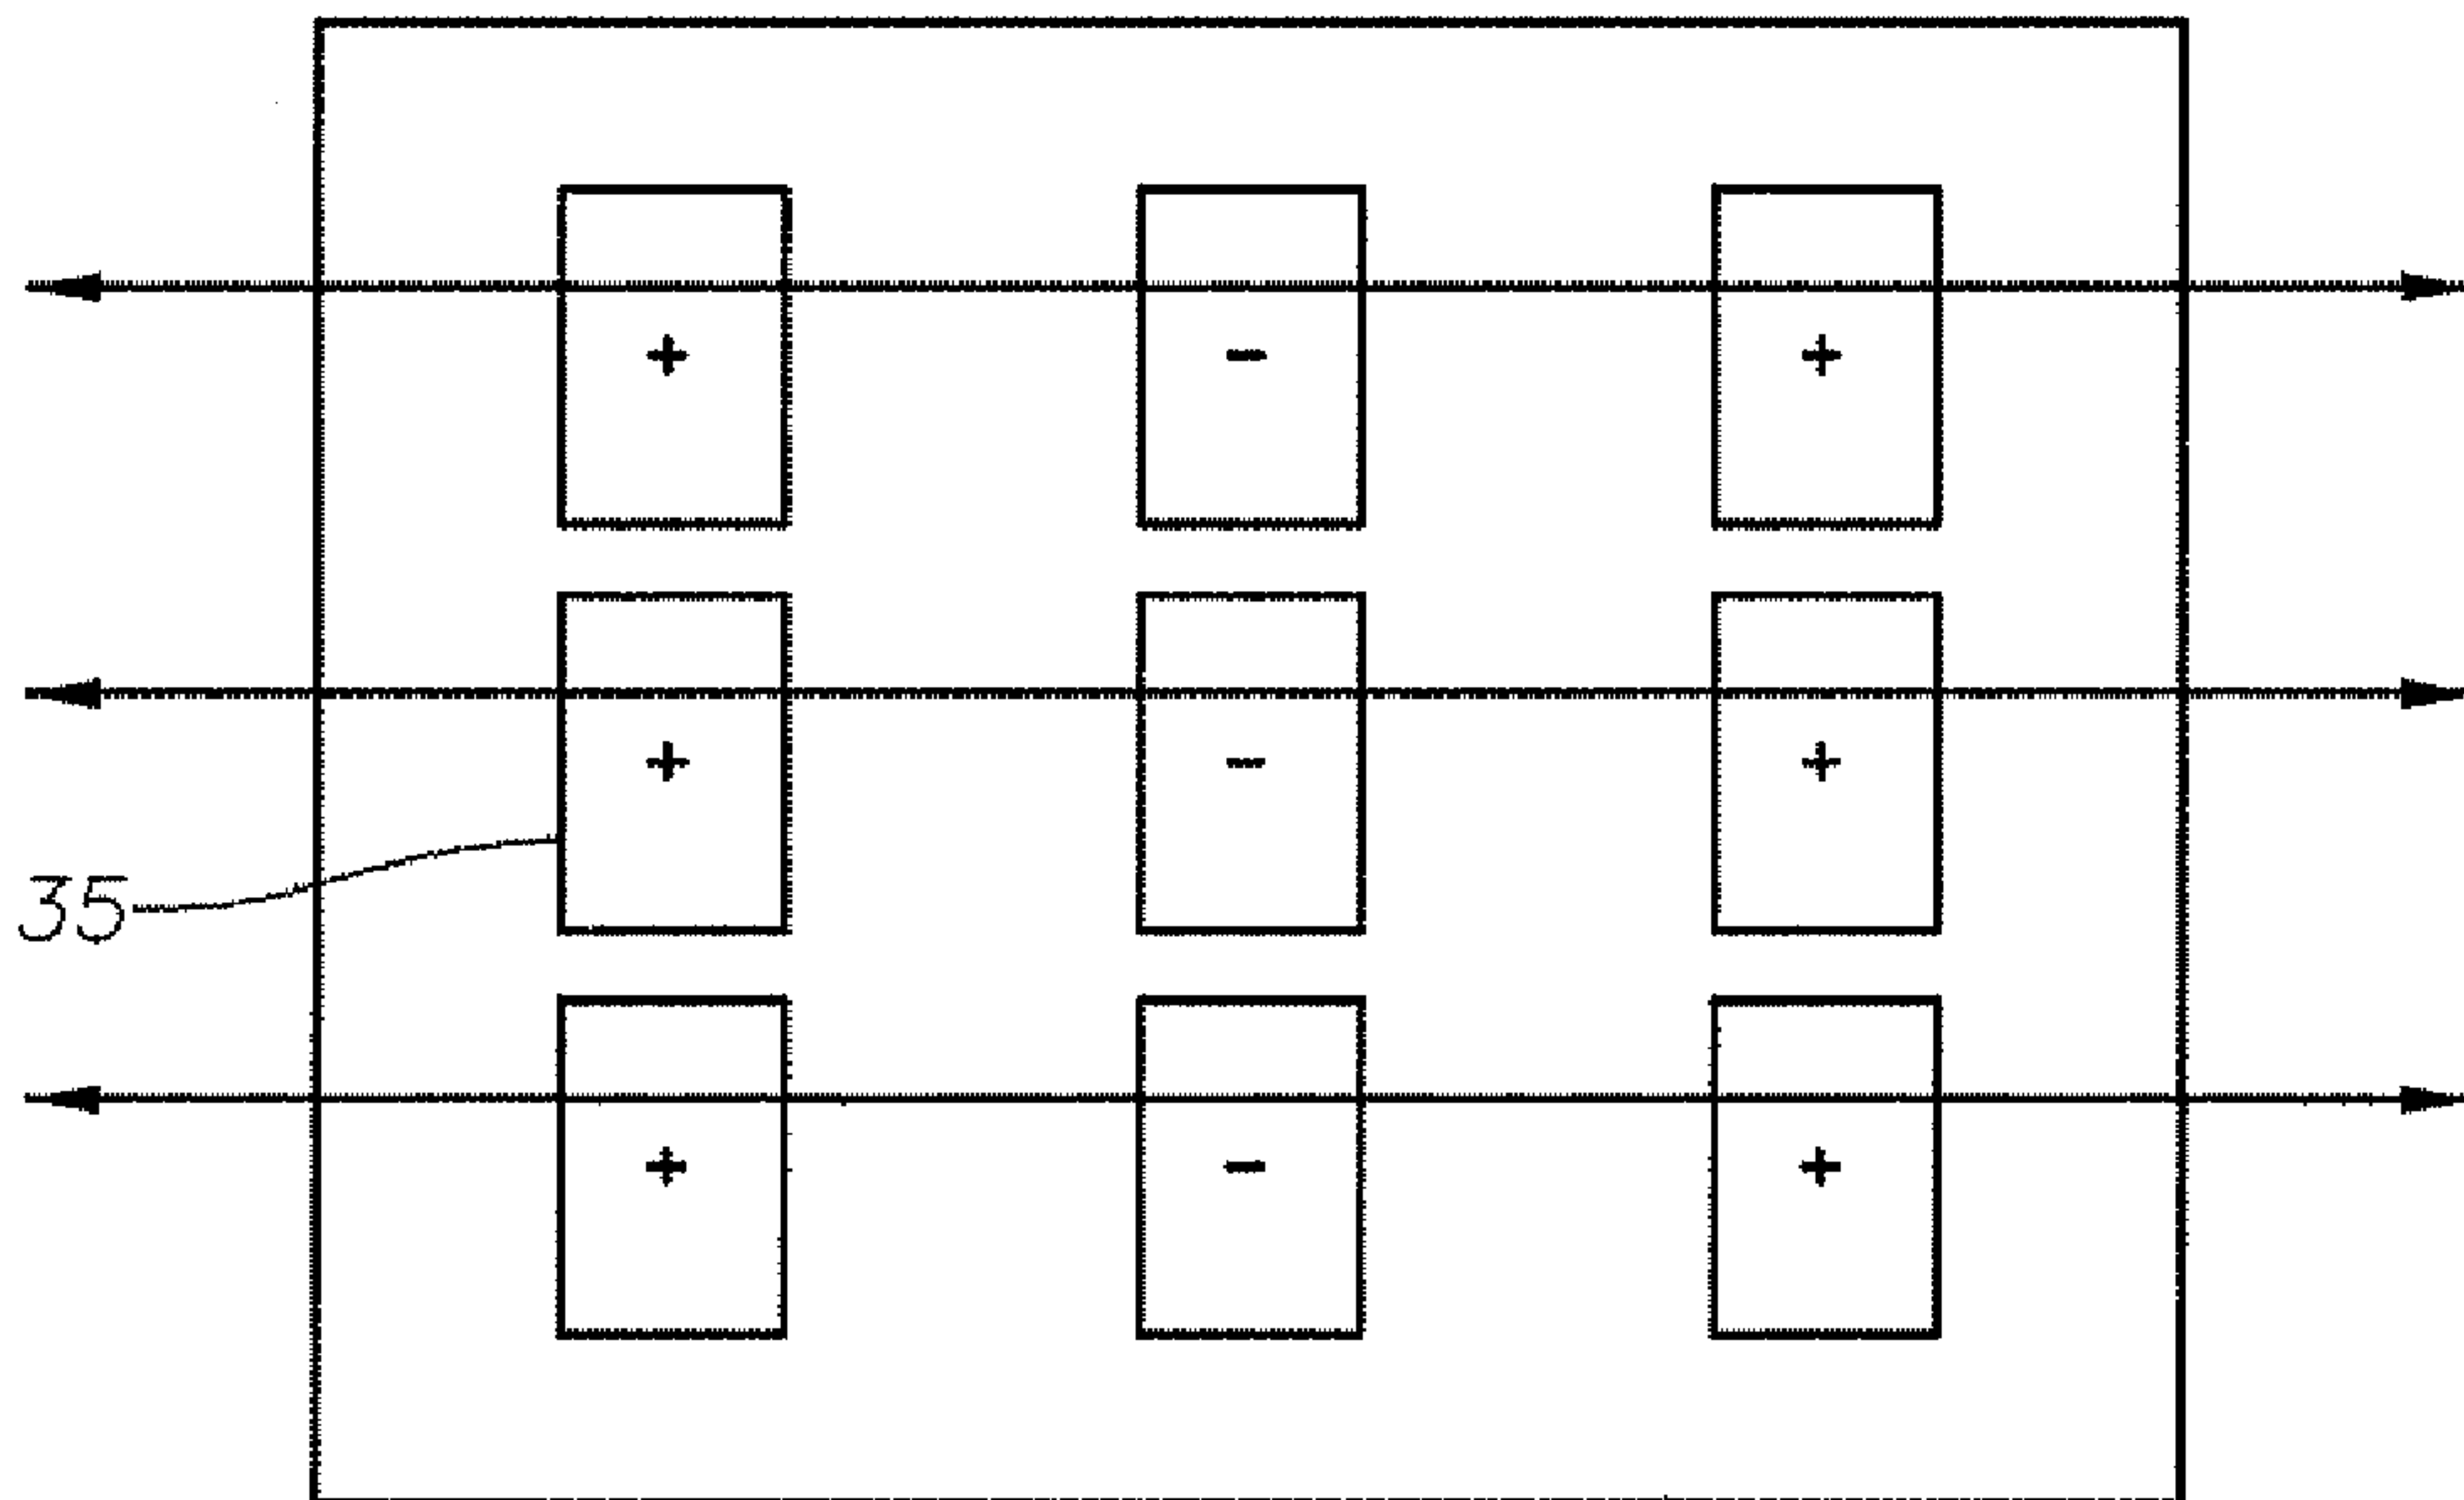 + − +
+ − +
35
+ − +